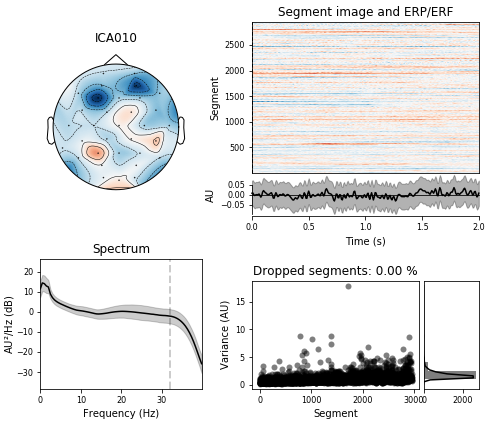 ICA010
Segment image and ERP/ERF
Segment
2500
2000
1500
1000
500
AU
0.05
0.00
−0.05
0.0 0.5 1.0 1.5 2.0
Time (s)
Spectrum
AU²/Hz (dB)
20
10
0
−10
−20
−30
0 10 20 30
Frequency (Hz)
Dropped segments: 0.00 %
Variance (AU)
15
10
5
0
0 1000 2000 3000
0 2000
Segment